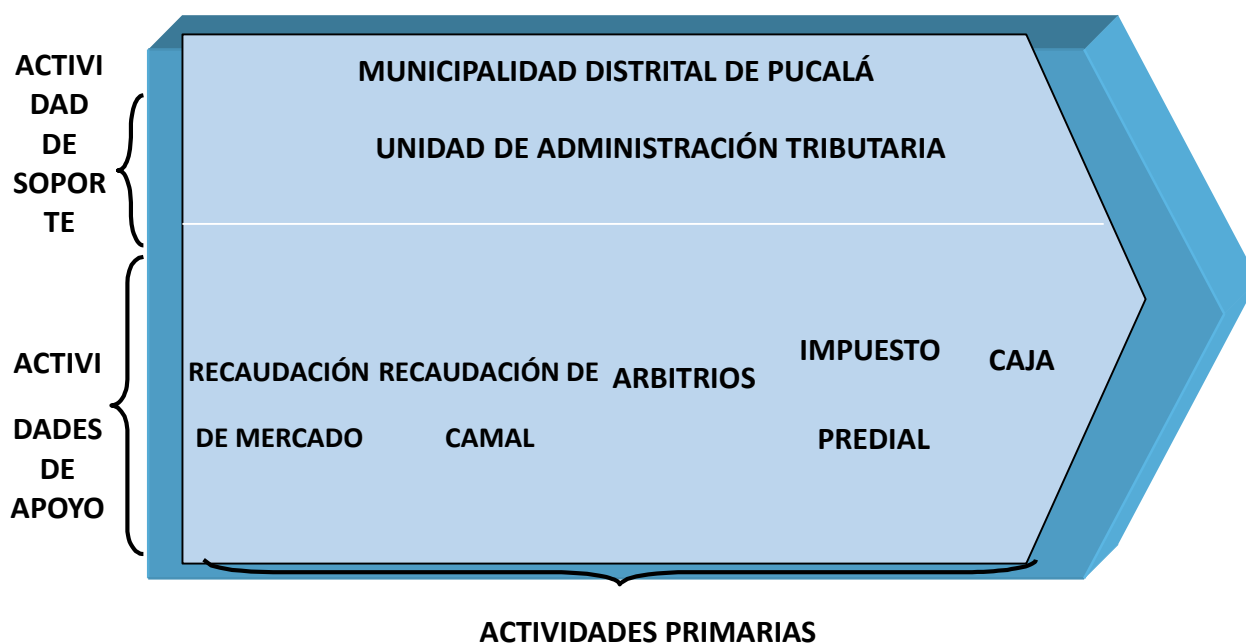 ACTIVI
DAD
DE
SOPOR
TE
MUNICIPALIDAD DISTRITAL DE PUCALÁ
UNIDAD DE ADMINISTRACIÓN TRIBUTARIA
ACTIVI
DADES
DE
APOYO
RECAUDACIÓN
DE MERCADO
RECAUDACIÓN DE
CAMAL
ARBITRIOS
IMPUESTO
PREDIAL
CAJA
ACTIVIDADES PRIMARIAS